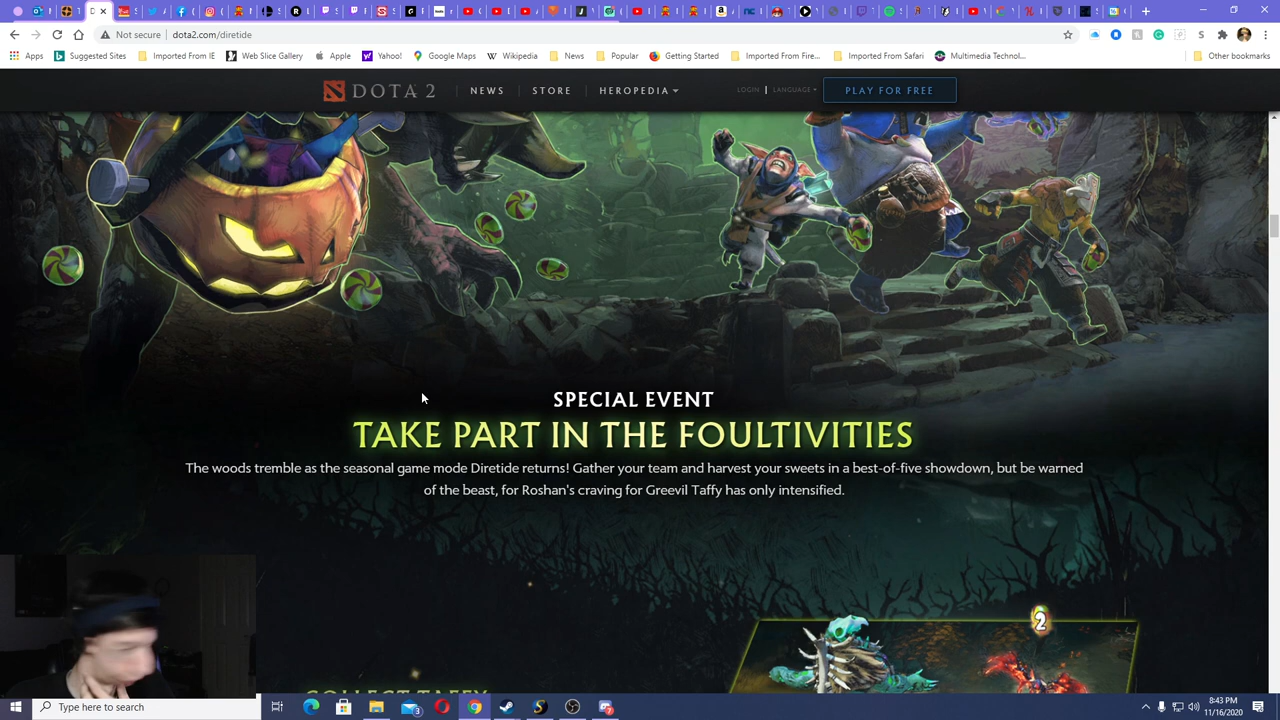 D
Not secure | dota2.com/diretide
Apps Suggested Sites Imported From IE Web Slice Gallery Apple Yahoo! Google Maps Wikipedia News Popular Getting Started Imported From Fire... Imported From Safari Multimedia Technol... Other bookmarks
DOTA 2 NEWS STORE HEROPEDIA LOGIN | LANGUAGE PLAY FOR FREE
SPECIAL EVENT
TAKE PART IN THE FOULTIVITIES
The woods tremble as the seasonal game mode Diretide returns! Gather your team and harvest your sweets in a best-of-five showdown, but be warned
of the beast, for Roshan's craving for Greevil Taffy has only intensified.
2
COLLECT TAFFY
Type here to search
3
7
8:43 PM
11/16/2020